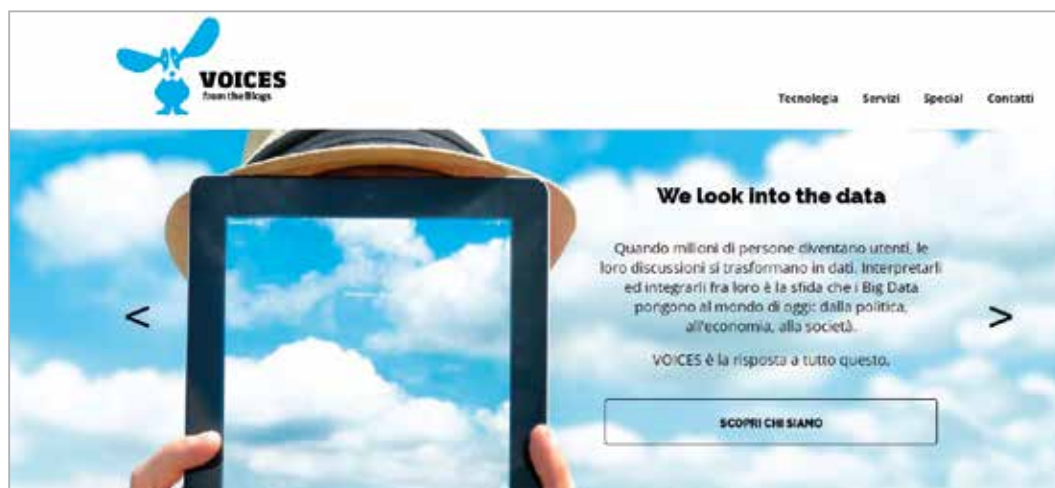 VOICES
from the Blogs
Tecnologia Servizi Special Contatti
We look into the data
Quando milioni di persone diventano utenti, le
loro discussioni si trasformano in dati. Interpretarli
ed integrarli fra loro è la sfida che i Big Data
pongono al mondo di oggi: dalla politica,
all'economia, alla società.
VOICES è la risposta a tutto questo.
< >
SCOPRI CHI SIAMO